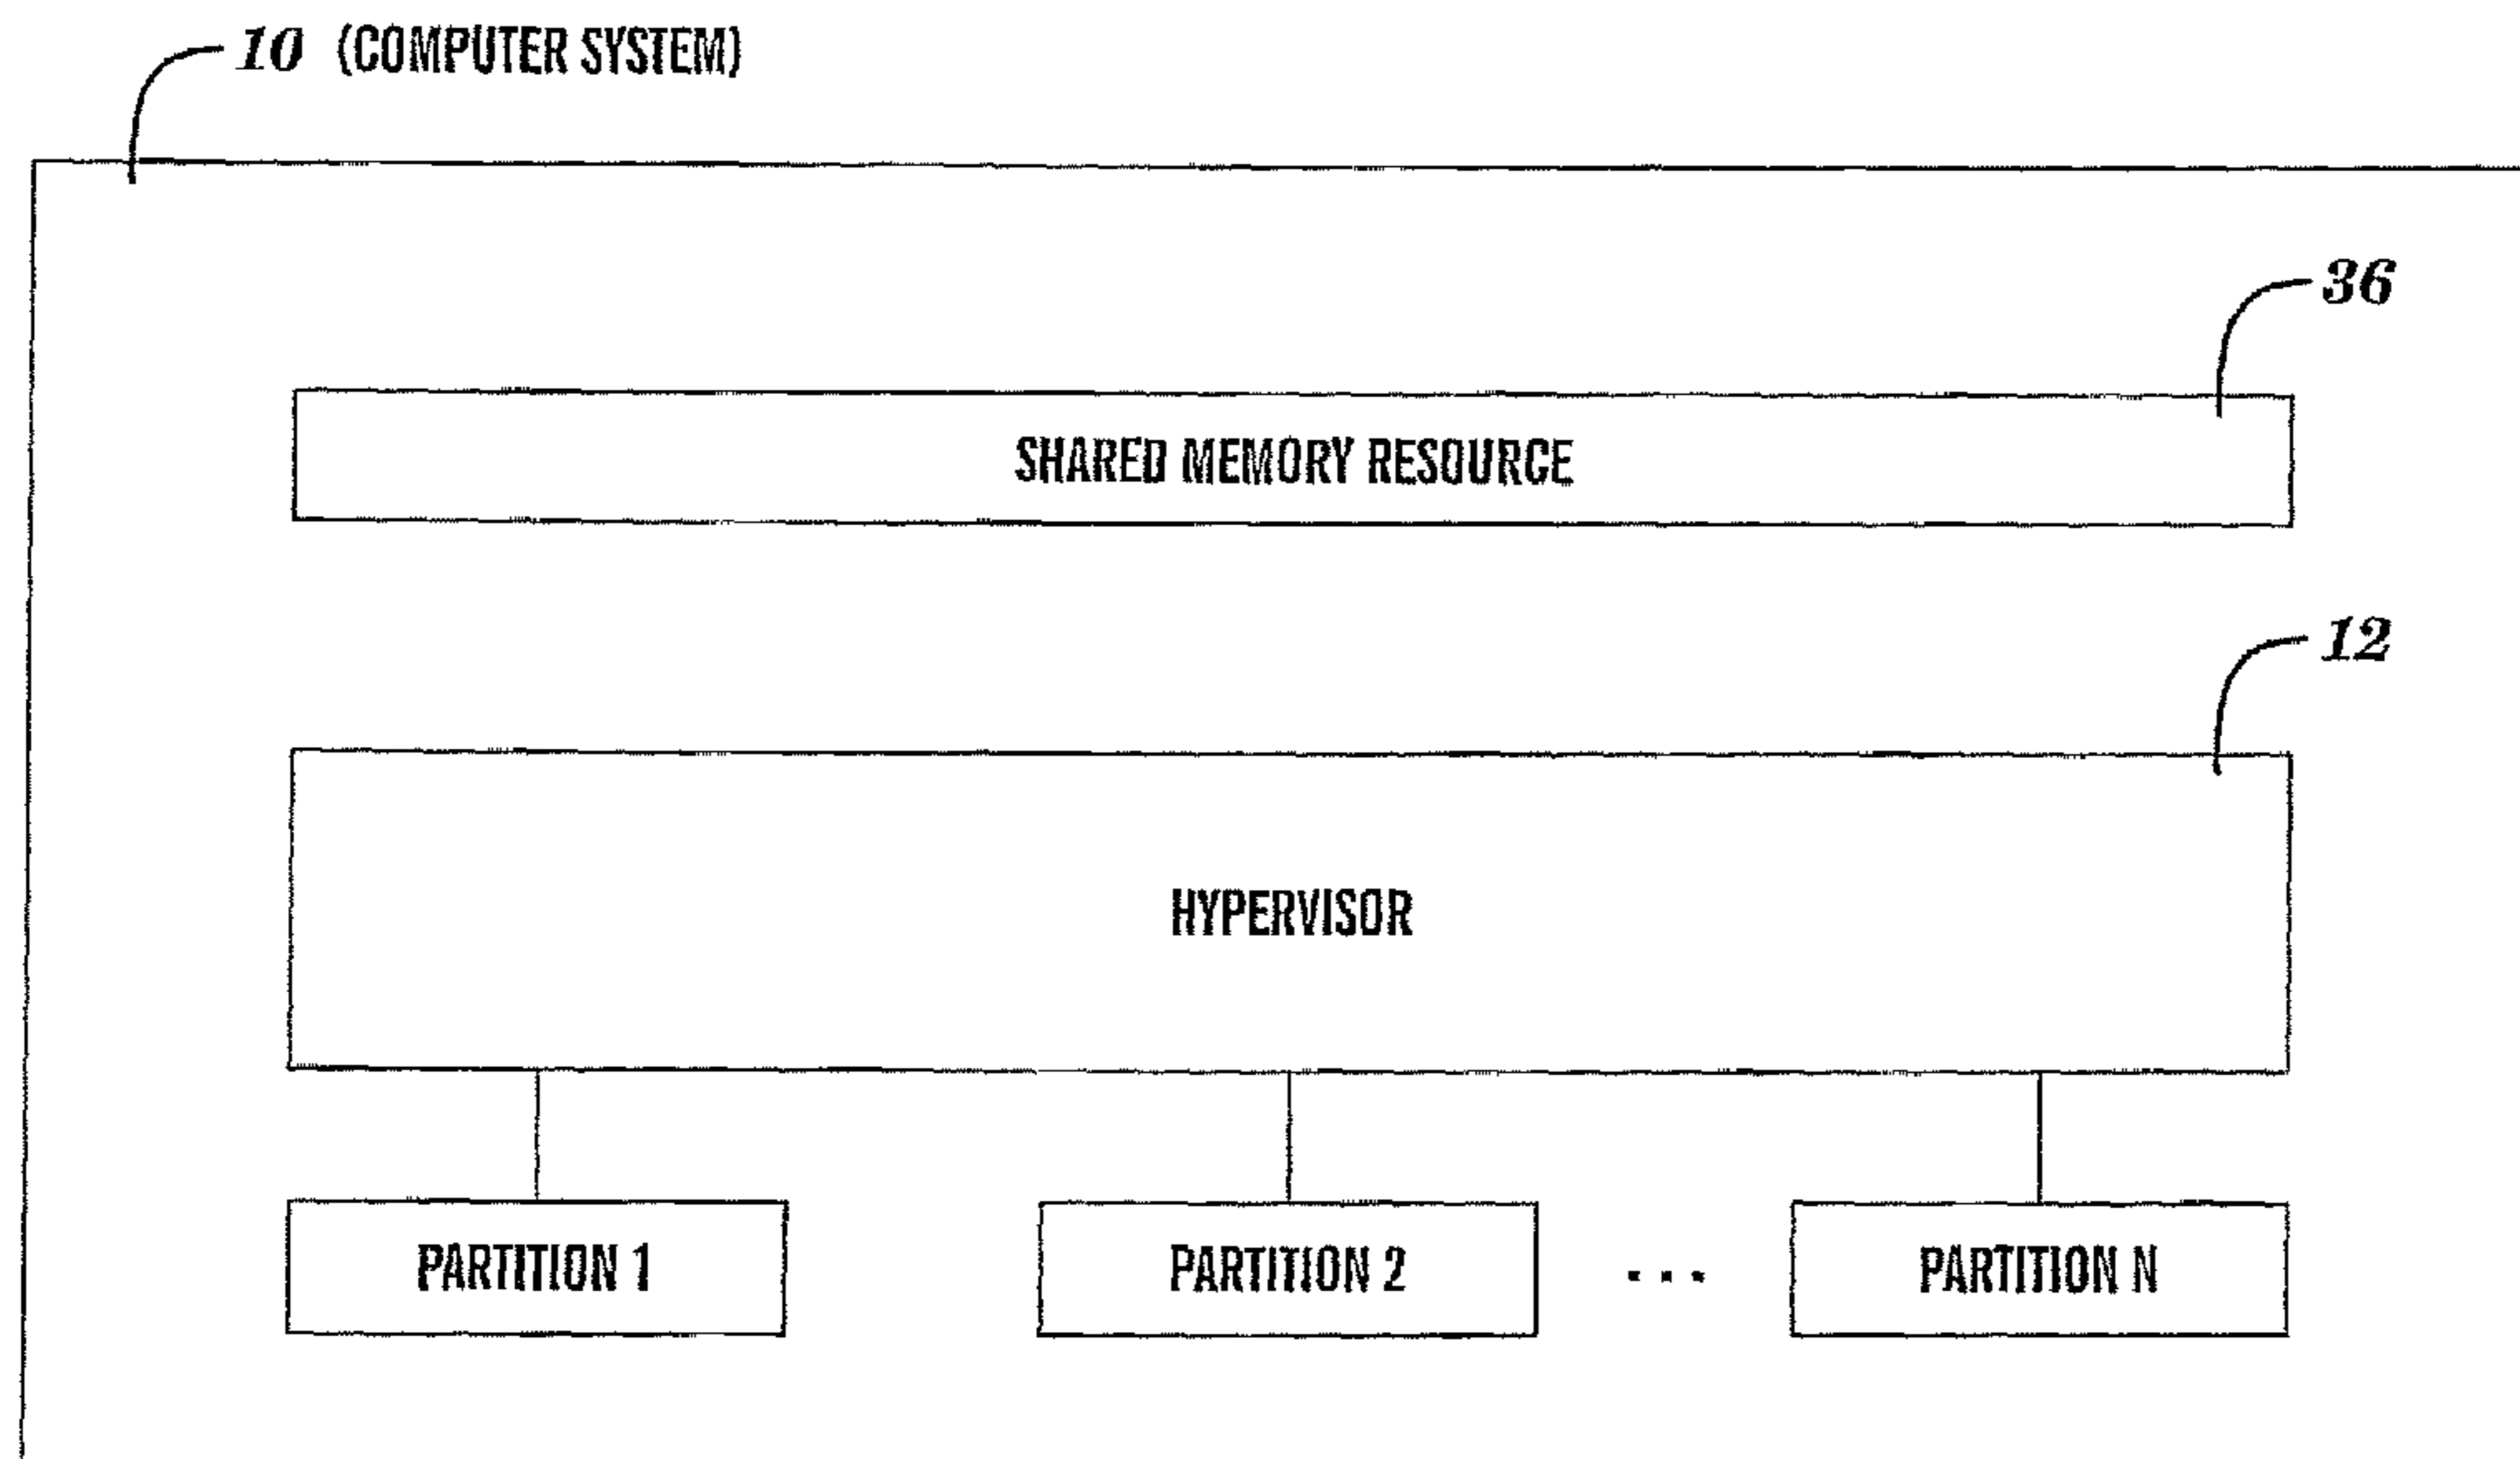 10 (COMPUTER SYSTEM)
36
SHARED MEMORY RESOURCE
12
HYPERVISOR
PARTITION 1 PARTITION 2 ... PARTITION N